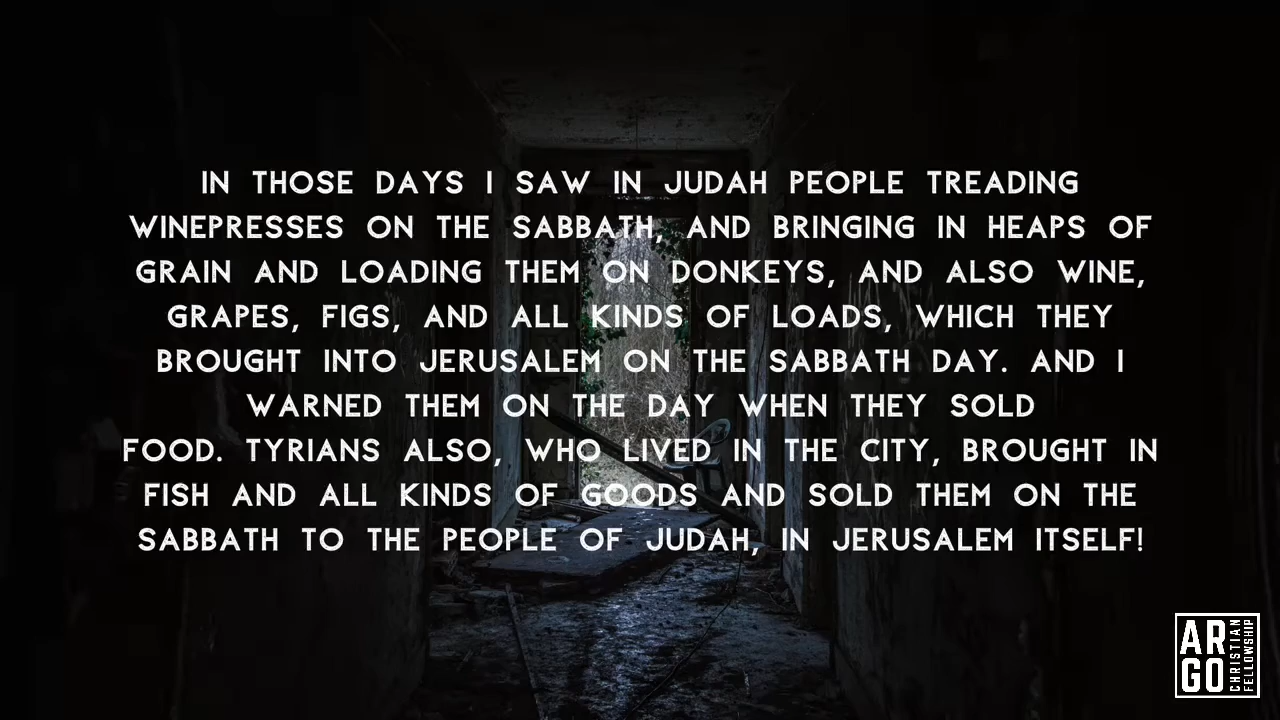 IN THOSE DAYS I SAW IN JUDAH PEOPLE TREADING
WINEPRESSES ON THE SABBATH, AND BRINGING IN HEAPS OF
GRAIN AND LOADING THEM ON DONKEYS, AND ALSO WINE,
GRAPES, FIGS, AND ALL KINDS OF LOADS, WHICH THEY
BROUGHT INTO JERUSALEM ON THE SABBATH DAY. AND I
WARNED THEM ON THE DAY WHEN THEY SOLD
FOOD. TYRIANS ALSO, WHO LIVED IN THE CITY, BROUGHT IN
FISH AND ALL KINDS OF GOODS AND SOLD THEM ON THE
SABBATH TO THE PEOPLE OF JUDAH, IN JERUSALEM ITSELF!
AR
GO
CHRISTIAN
FELLOWSHIP